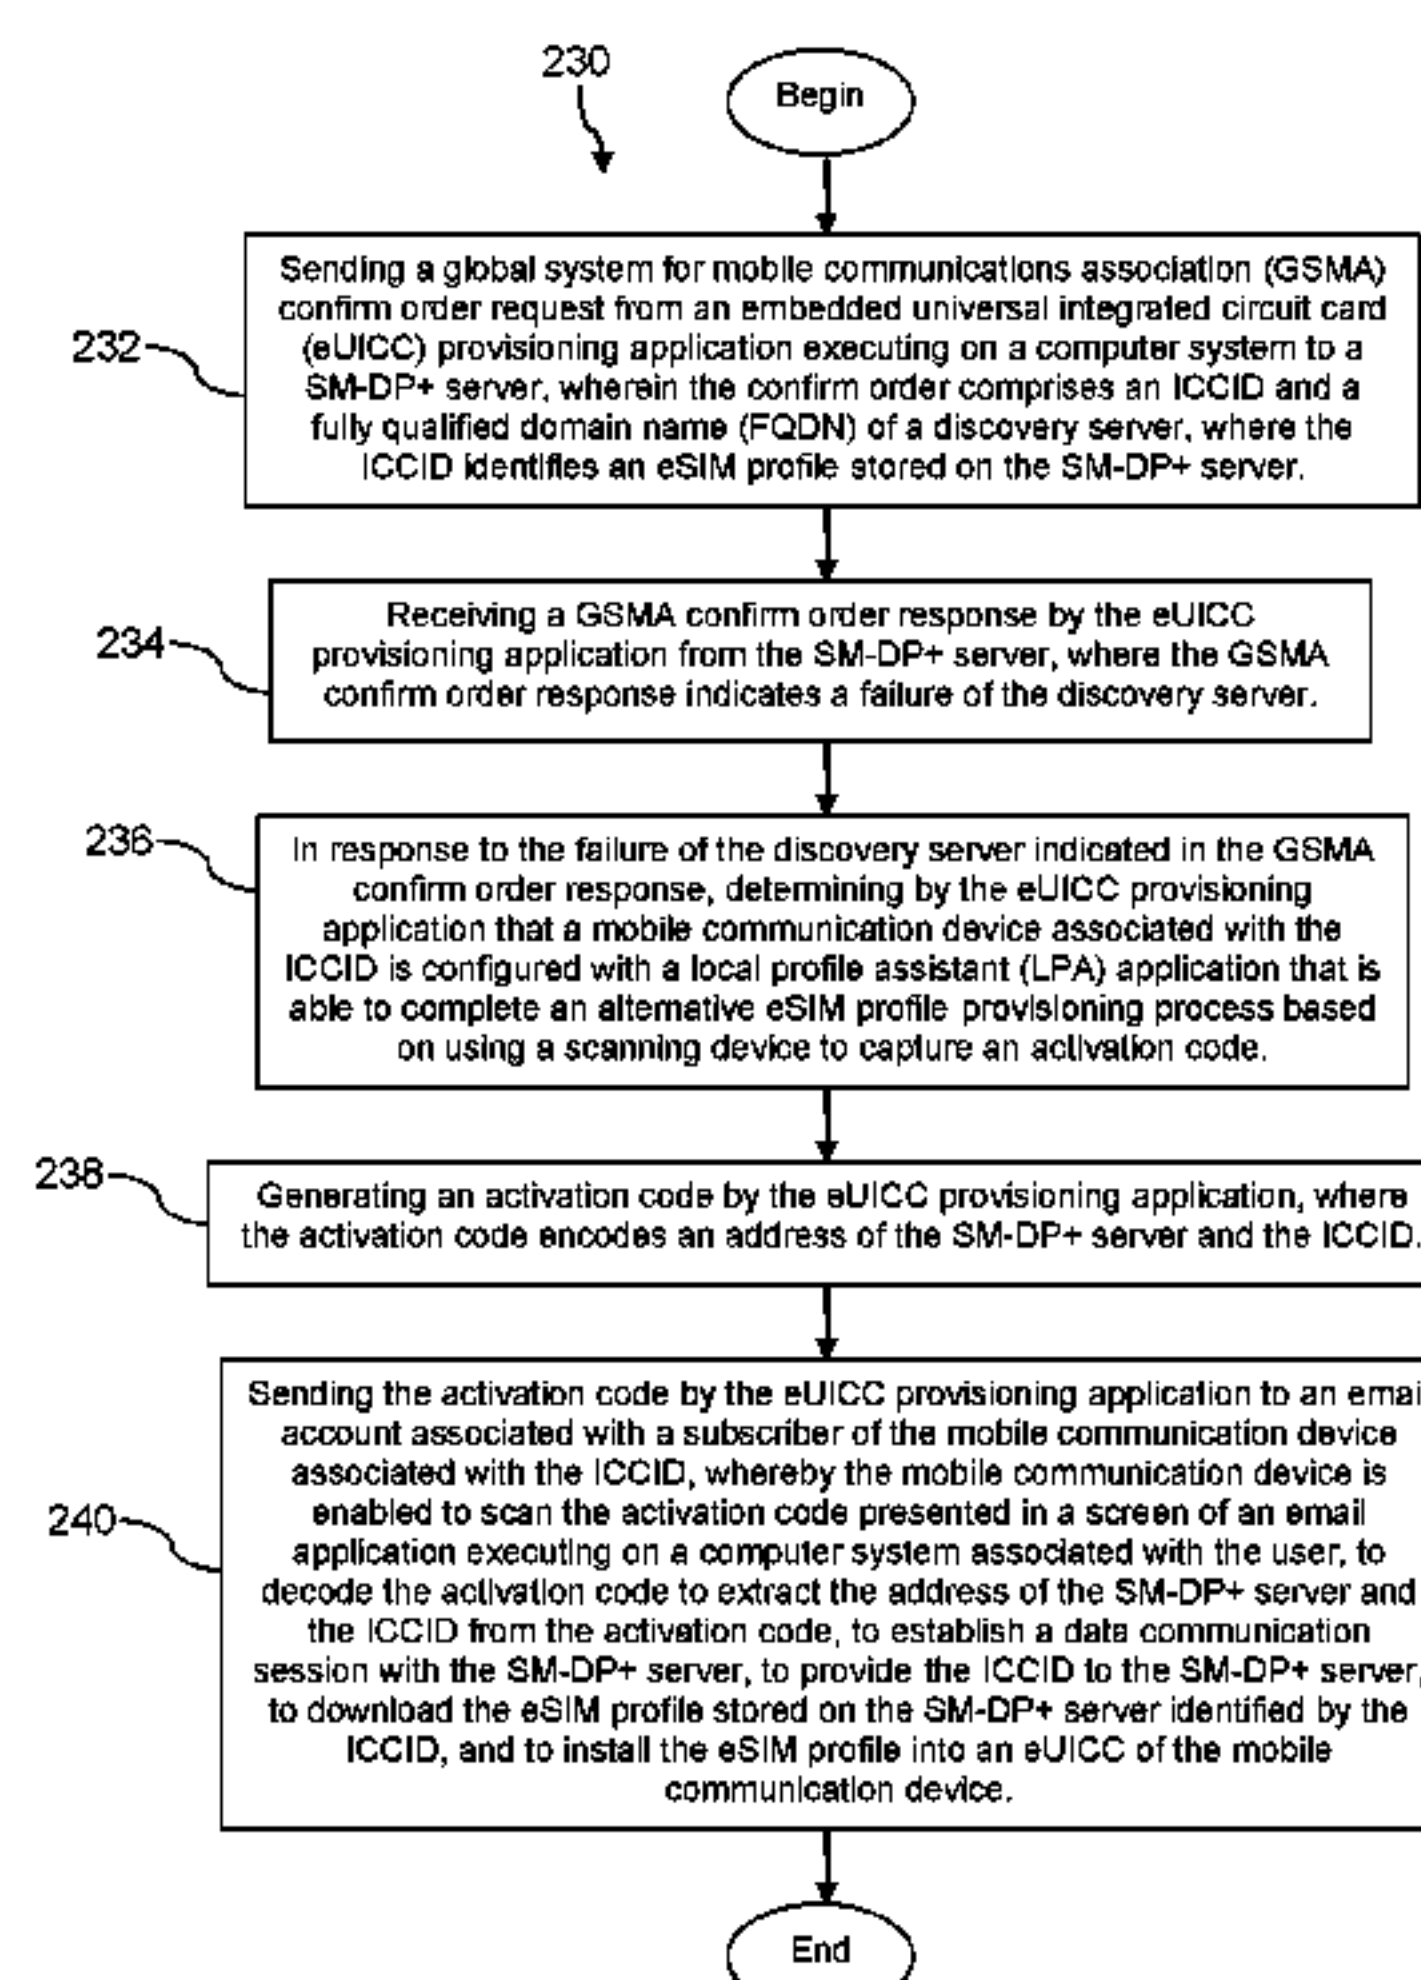 230
Begin
Sending a global system for mobile communications association (GSMA)
confirm order request from an embedded universal integrated circuit card
(eUICC) provisioning application executing on a computer system to a
SM-DP+ server, wherein the confirm order comprises an ICCID and a
fully qualified domain name (FQDN) of a discovery server, where the
ICCID identifies an eSIM profile stored on the SM-DP+ server.
232
Receiving a GSMA confirm order response by the eUICC
provisioning application from the SM-DP+ server, where the GSMA
confirm order response indicates a failure of the discovery server.
234
In response to the failure of the discovery server indicated in the GSMA
confirm order response, determining by the eUICC provisioning
application that a mobile communication device associated with the
ICCID is configured with a local profile assistant (LPA) application that is
able to complete an alternative eSIM profile provisioning process based
on using a scanning device to capture an activation code.
236
Generating an activation code by the eUICC provisioning application, where
the activation code encodes an address of the SM-DP+ server and the ICCID.
238
Sending the activation code by the eUICC provisioning application to an emai
account associated with a subscriber of the mobile communication device
associated with the ICCID, whereby the mobile communication device is
enabled to scan the activation code presented in a screen of an email
application executing on a computer system associated with the user, to
decode the activation code to extract the address of the SM-DP+ server and
the ICCID from the activation code, to establish a data communication
session with the SM-DP+ server, to provide the ICCID to the SM-DP+ server,
to download the eSIM profile stored on the SM-DP+ server identified by the
ICCID, and to install the eSIM profile into an eUICC of the mobile
communication device.
240
End